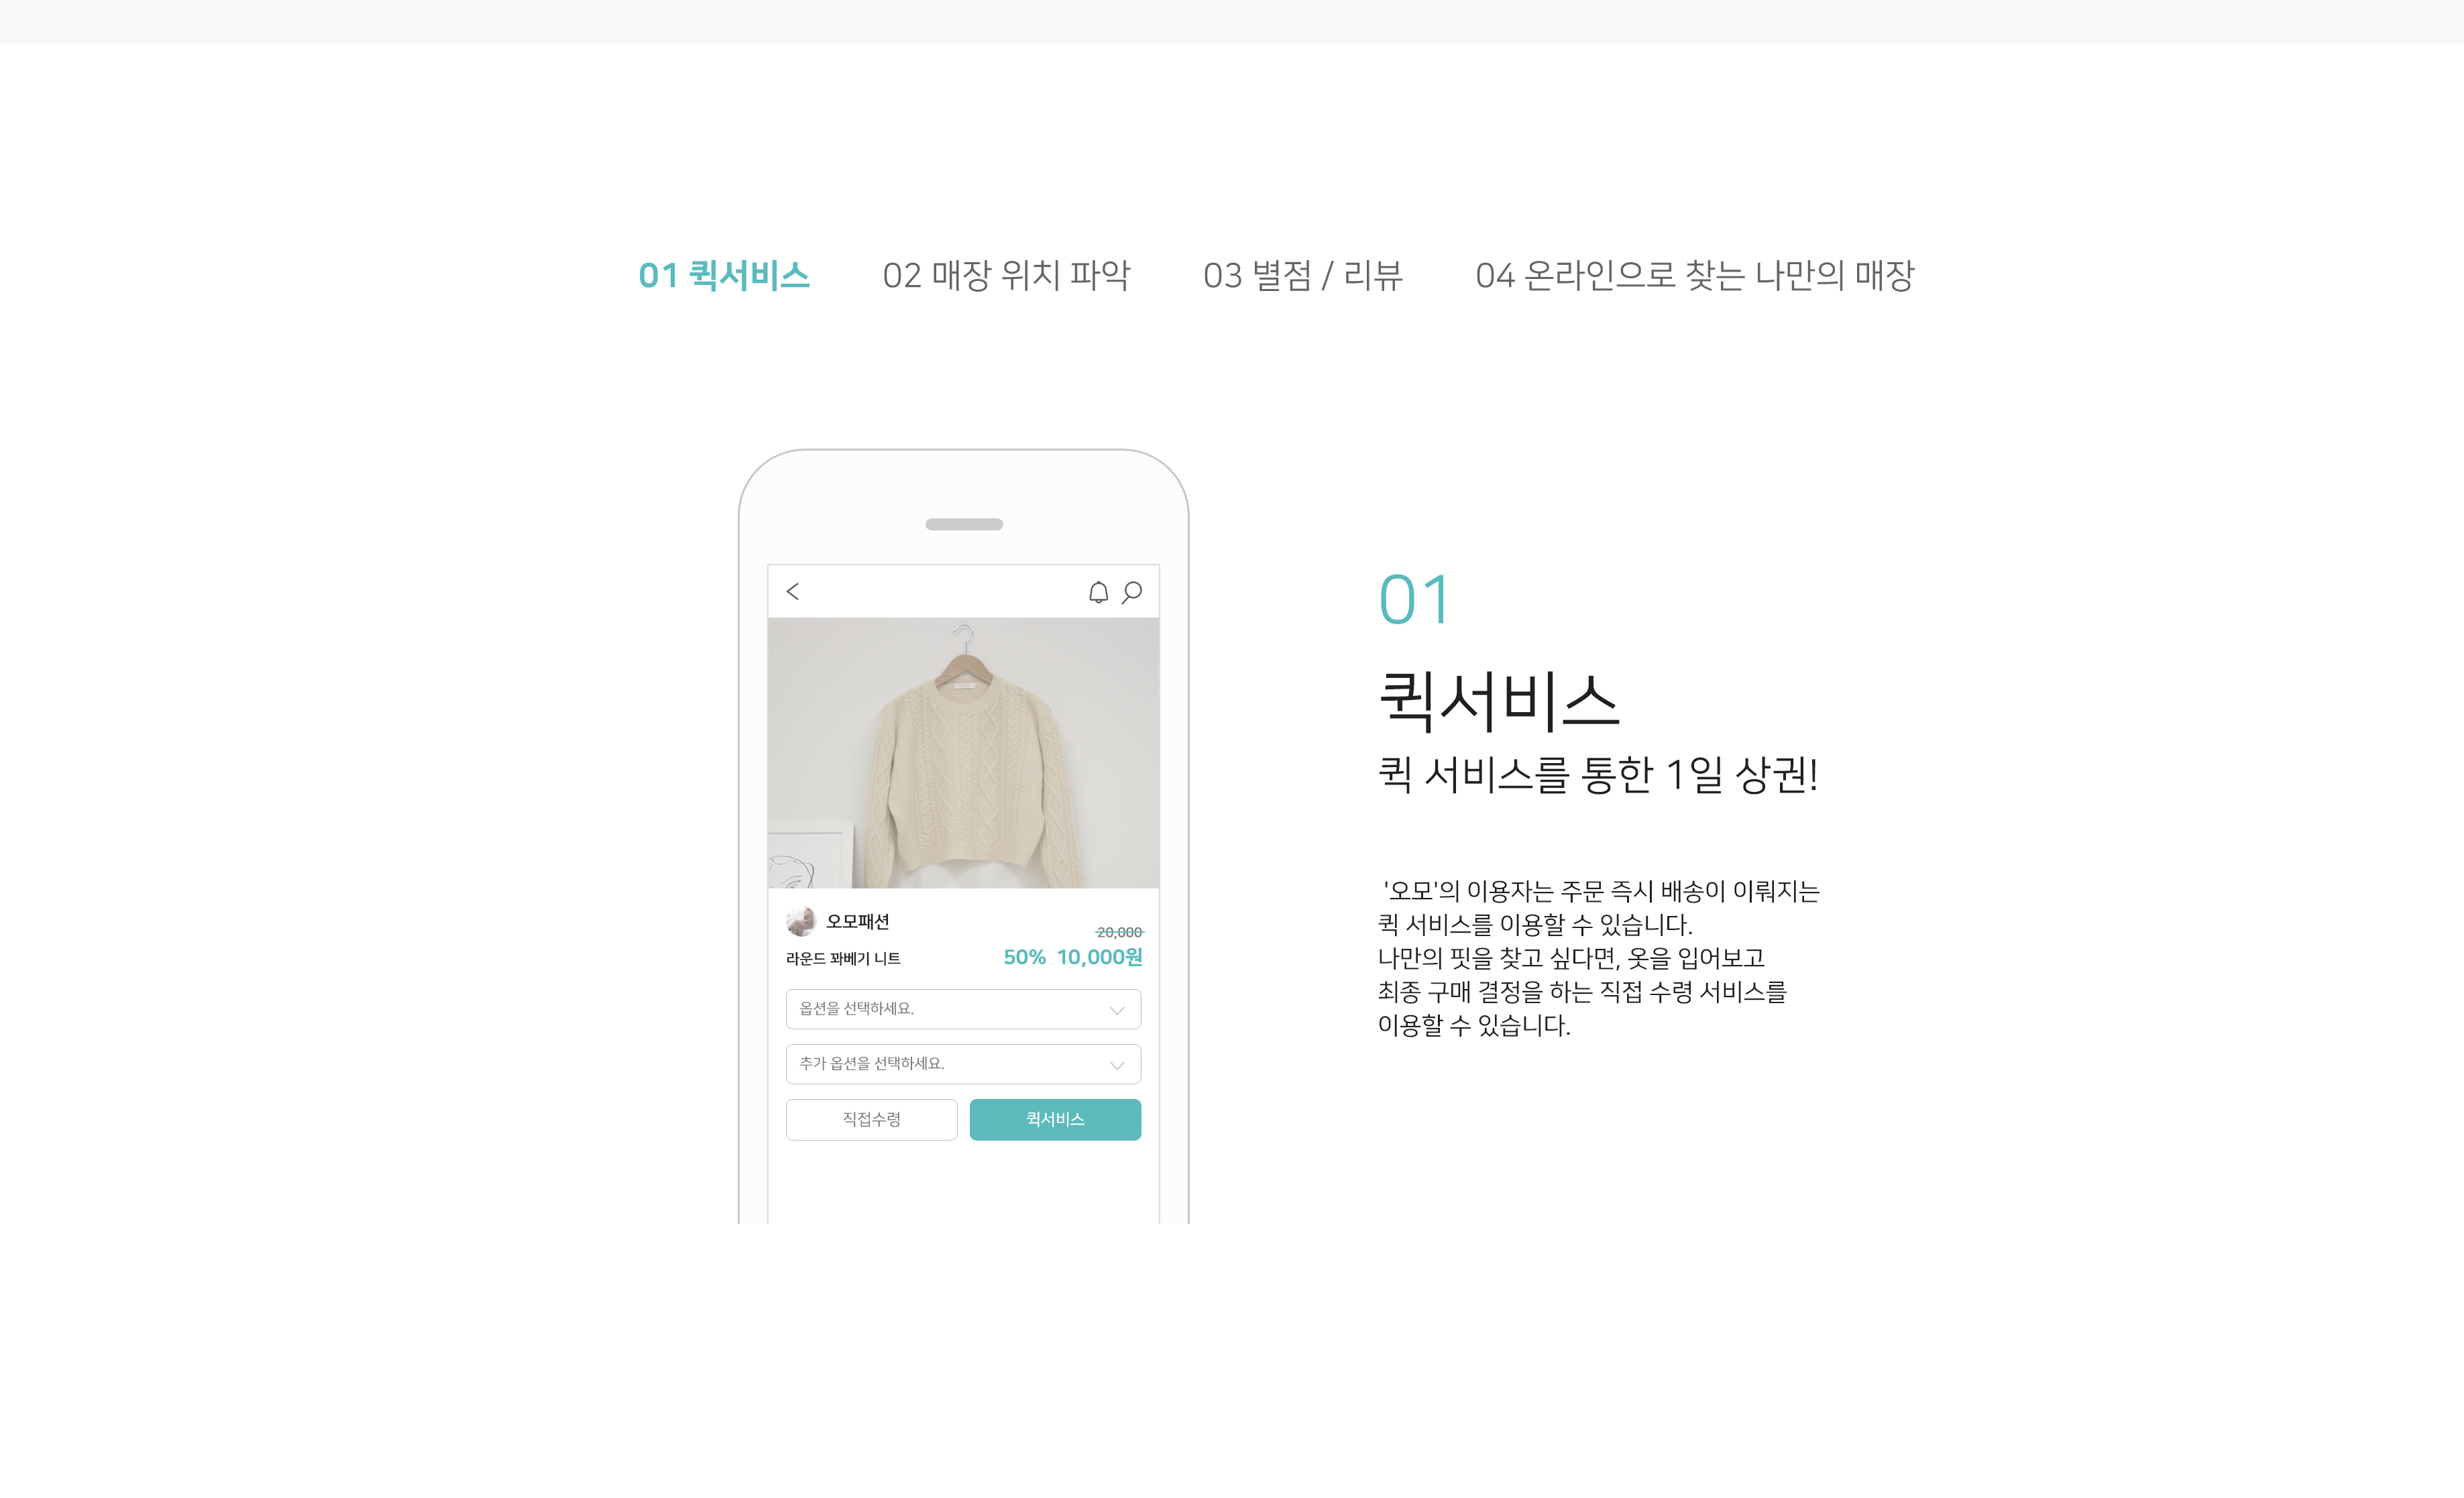 01 퀵서비스
02 매장 위치 파악
03 별점 / 리뷰
04 온라인으로 찾는 나만의 매장
오모패션
20,000
라운드 꽈베기 니트
50% 10,000원
옵션을 선택하세요.
추가 옵션을 선택하세요.
직접수령
퀵서비스
01
퀵서비스
퀵 서비스를 통한 1일 상권!
'오모'의 이용자는 주문 즉시 배송이 이뤄지는
퀵 서비스를 이용할 수 있습니다.
나만의 핏을 찾고 싶다면, 옷을 입어보고
최종 구매 결정을 하는 직접 수령 서비스를
이용할 수 있습니다.